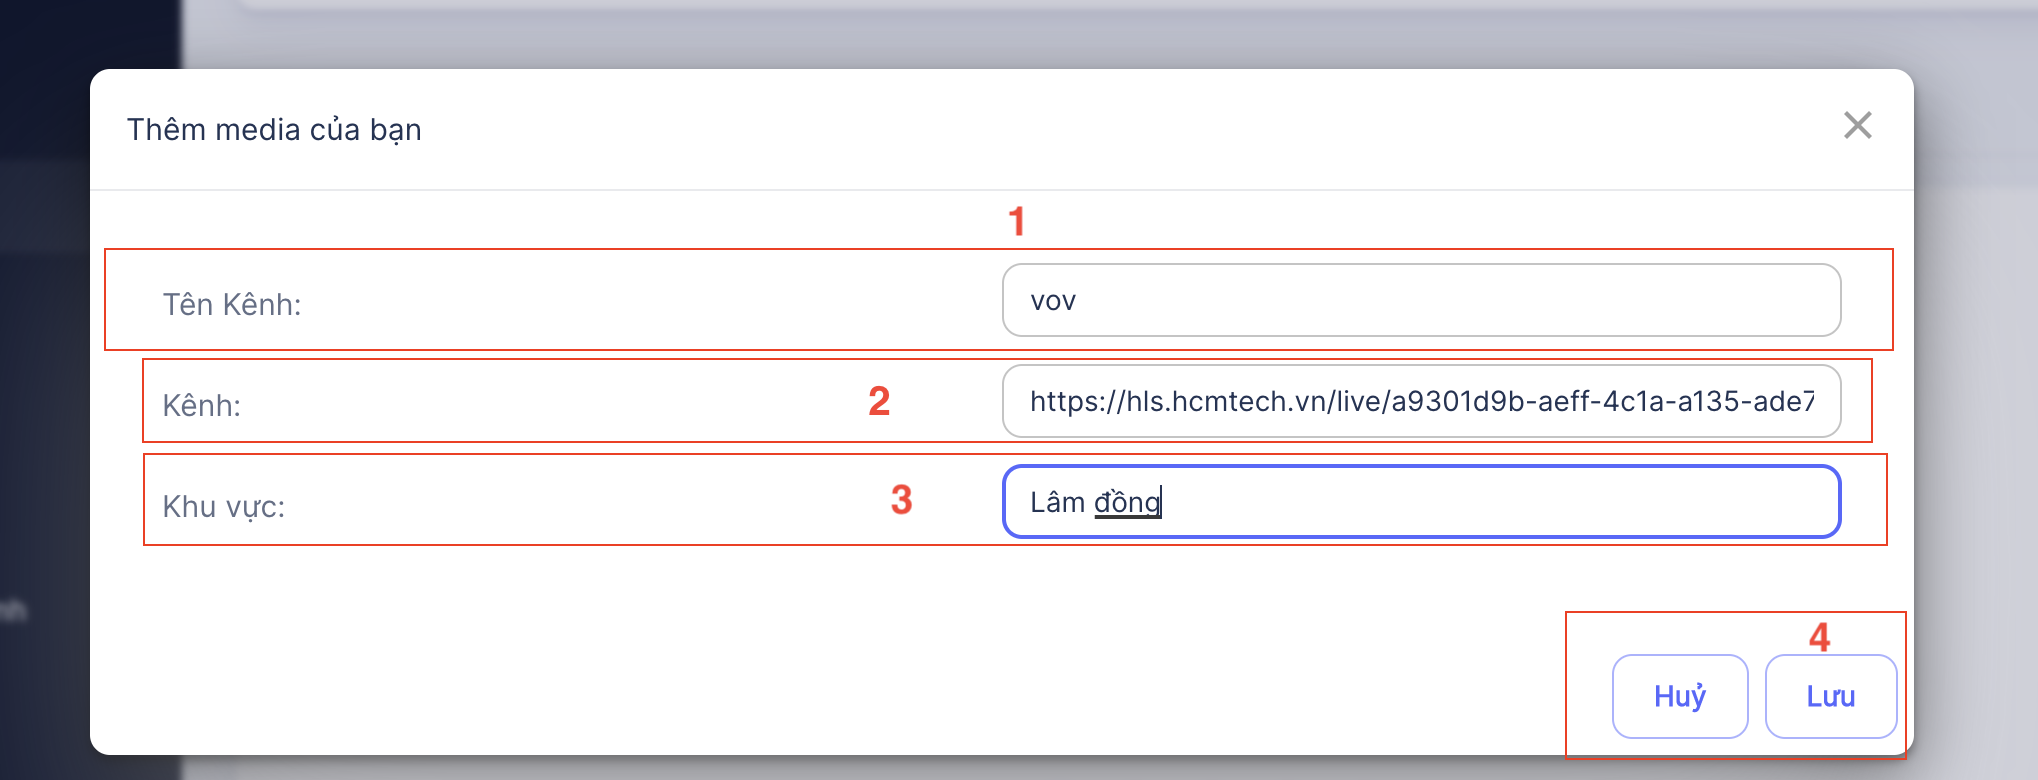 Thêm media của bạn
1
Tên Kênh:
vov
Kênh:
2
https://hls.hcmtech.vn/live/a9301d9b-aeff-4c1a-a135-ade7
Khu vực:
3
Lâm đồng
4
Huỷ
Lưu